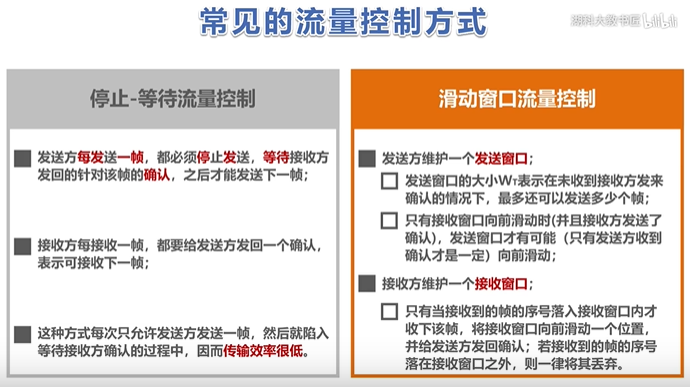 常见的流量控制方式
湖科大教书匠 bilibili
停止-等待流量控制
发送方每发送一帧，都必须停止发送，等待接收方
发回的针对该帧的确认，之后才能发送下一帧；
接收方每接收一帧，都要给发送方发回一个确认，
表示可接收下一帧；
这种方式每次只允许发送方发送一帧，然后就陷入
等待接收方确认的过程中，因而传输效率很低。
滑动窗口流量控制
发送方维护一个发送窗口；
发送窗口的大小WT表示在未收到接收方发来
确认的情况下，最多还可以发送多少个帧；
只有接收窗口向前滑动时(并且接收方发送了
确认)，发送窗口才有可能（只有发送方收到
确认才是一定）向前滑动；
接收方维护一个接收窗口；
只有当接收到的帧的序号落入接收窗口内才
收下该帧，将接收窗口向前滑动一个位置，
并给发送方发回确认；若接收到的帧的序号
落在接收窗口之外，则一律将其丢弃。